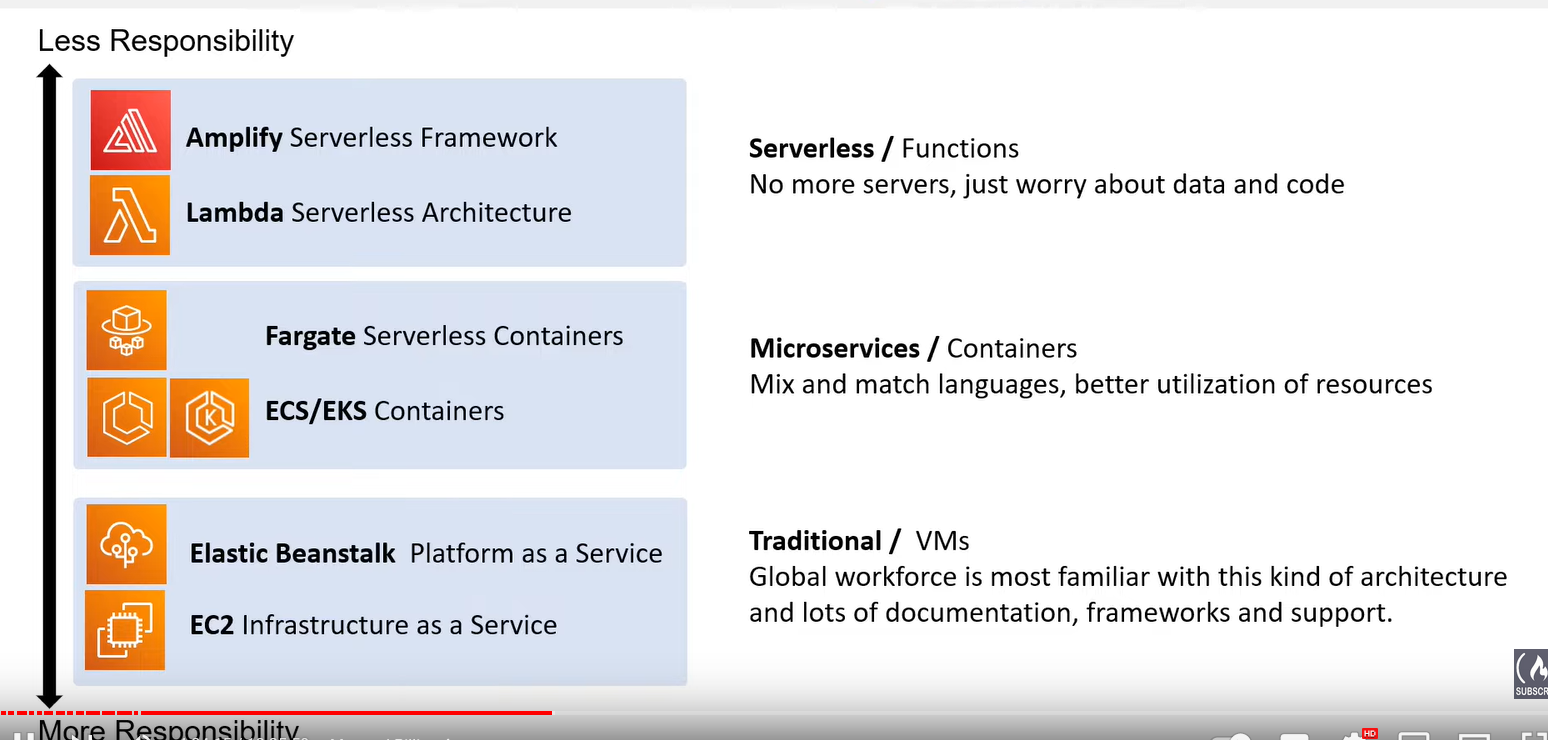 Less Responsibility
Amplify Serverless Framework
Lambda Serverless Architecture
Serverless / Functions
No more servers, just worry about data and code
Fargate Serverless Containers
ECS/EKS Containers
K
Microservices / Containers
Mix and match languages, better utilization of resources
Elastic Beanstalk Platform as a Service
EC2 Infrastructure as a Service
Traditional / VMs
Global workforce is most familiar with this kind of architecture
and lots of documentation, frameworks and support.
SUBSCR
More Responsibility
HD